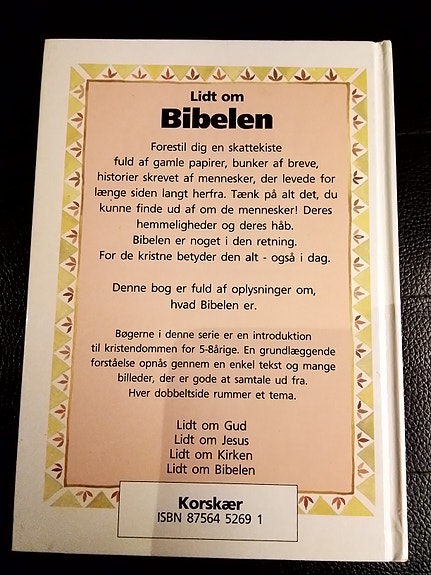 Lidt om
Bibelen
Forestil dig en skattekiste
fuld af gamle papirer, bunker af breve,
historier skrevet af mennesker, der levede for
længe siden langt herfra. Tænk på alt det, du
kunne finde ud af om de mennesker! Deres
hemmeligheder og deres håb.
Bibelen er noget i den retning.
For de kristne betyder den alt - også i dag.
Denne bog er fuld af oplysninger om,
hvad Bibelen er.
Bøgerne i denne serie er en introduktion
til kristendommen for 5-8årige. En grundlæggende
forståelse opnås gennem en enkel tekst og mange
billeder, der er gode at samtale ud fra.
Hver dobbeltside rummer et tema.
Lidt om Gud
Lidt om Jesus
Lidt om Kirken
Lidt om Bibelen
Korskær
ISBN 87564 5269 1